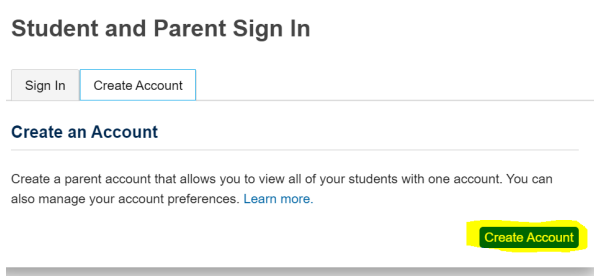 Student and Parent Sign In
Sign In
Create Account
Create an Account
Create a parent account that allows you to view all of your students with one account. You can
also manage your account preferences. Learn more.
Create Account